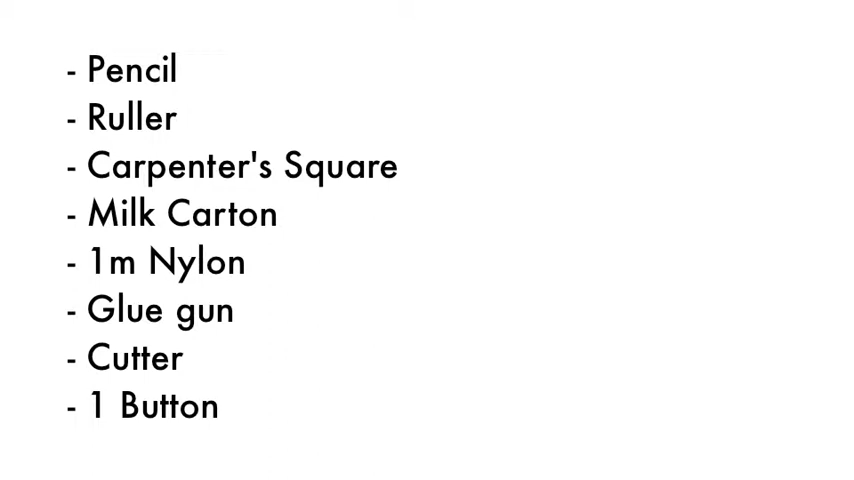 - Pencil
- Ruller
- Carpenter's Square
- Milk Carton
- 1m Nylon
- Glue gun
- Cutter
- 1 Button